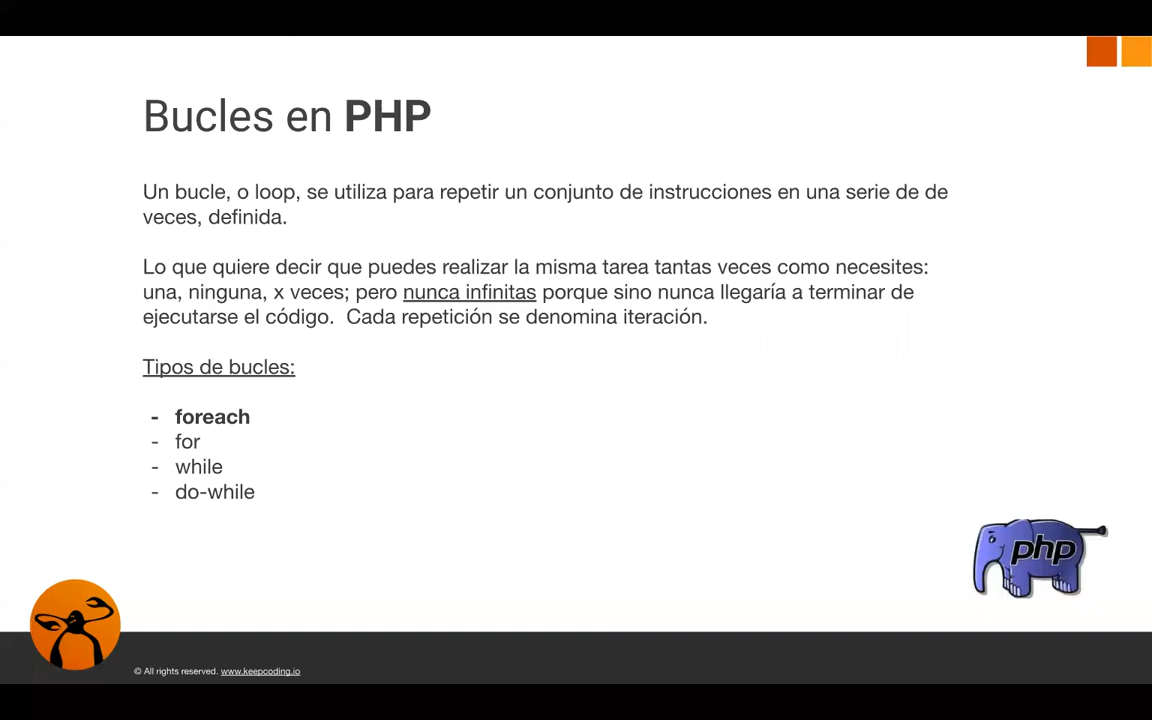 Bucles en PHP
Un bucle, o loop, se utiliza para repetir un conjunto de instrucciones en una serie de de
veces, definida.
Lo que quiere decir que puedes realizar la misma tarea tantas veces como necesites:
una, ninguna, x veces; pero nunca infinitas porque sino nunca llegaría a terminar de
ejecutarse el código.  Cada repetición se denomina iteración.
Tipos de bucles:
- foreach
- for
- while
- do-while
php
© All rights reserved. www.keepcoding.io